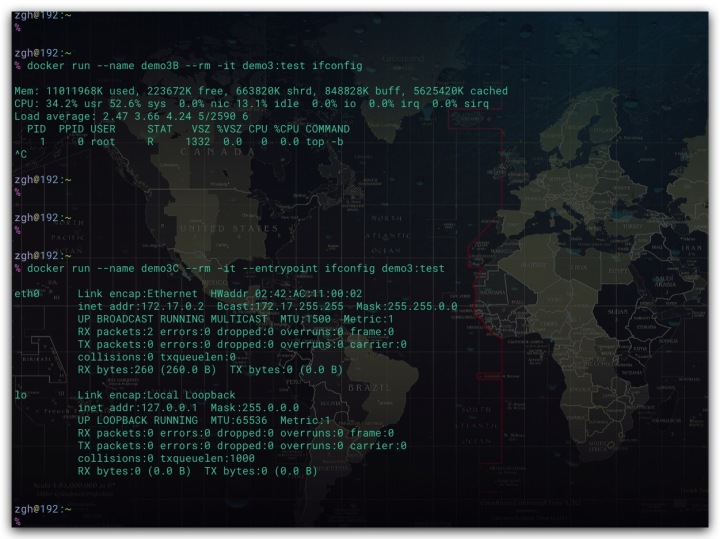 zgh@192:~
%
zgh@192:~
% docker run --name demo3B --rm -it demo3:test ifconfig
Mem: 11011968K used, 223672K free, 663820K shrd, 848828K buff, 5625420K cached
CPU: 34.2% usr 52.6% sys  0.0% nic 13.1% idle  0.0% io  0.0% irq  0.0% sirq
Load average: 2.47 3.66 4.24 5/2590 6
  PID  PPID USER     STAT   VSZ %VSZ CPU %CPU COMMAND
    1     0 root     R     1332  0.0   0  0.0 top -b
^C
CANADA
zgh@192:~
%
zgh@192:~
%
UNITED STATES
NORTH
ATLANTIC
OCEAN
zgh@192:~
% docker run --name demo3C --rm -it --entrypoint ifconfig demo3:test
eth0      Link encap:Ethernet  HWaddr 02:42:AC:11:00:02
          inet addr:172.17.0.2  Bcast:172.17.255.255  Mask:255.255.0.0
          UP BROADCAST RUNNING MULTICAST  MTU:1500  Metric:1
          RX packets:2 errors:0 dropped:0 overruns:0 frame:0
          TX packets:0 errors:0 dropped:0 overruns:0 carrier:0
          collisions:0 txqueuelen:0
          RX bytes:260 (260.0 B)  TX bytes:0 (0.0 B)
BRAZIL
lo        Link encap:Local Loopback
          inet addr:127.0.0.1  Mask:255.0.0.0
          UP LOOPBACK RUNNING  MTU:65536  Metric:1
          RX packets:0 errors:0 dropped:0 overruns:0 frame:0
          TX packets:0 errors:0 dropped:0 overruns:0 carrier:0
          collisions:0 txqueuelen:1000
          RX bytes:0 (0.0 B)  TX bytes:0 (0.0 B)
zgh@192:~
%